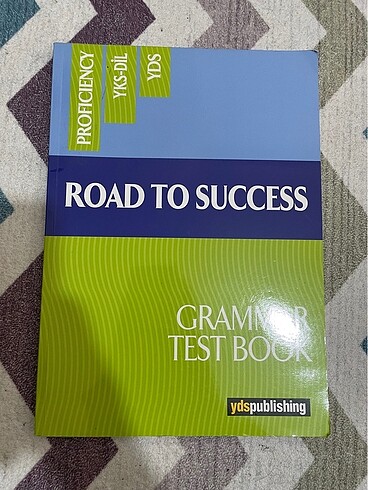 PROFICIENCY
YKS-DİL
YDS
ROAD TO SUCCESS
GRAMMAR
TEST BOOK
ydspublishing